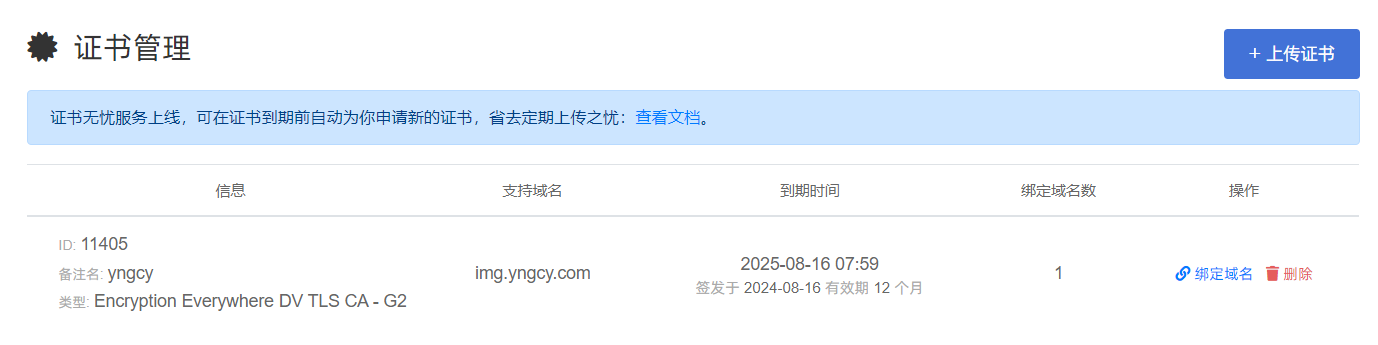 证书管理
+ 上传证书
证书无忧服务上线，可在证书到期前自动为你申请新的证书，省去定期上传之忧：查看文档。
信息 支持域名 到期时间 绑定域名数 操作
ID: 11405
备注名: yngcy
类型: Encryption Everywhere DV TLS CA - G2
img.yngcy.com
2025-08-16 07:59
签发于 2024-08-16 有效期 12 个月
1
绑定域名 删除